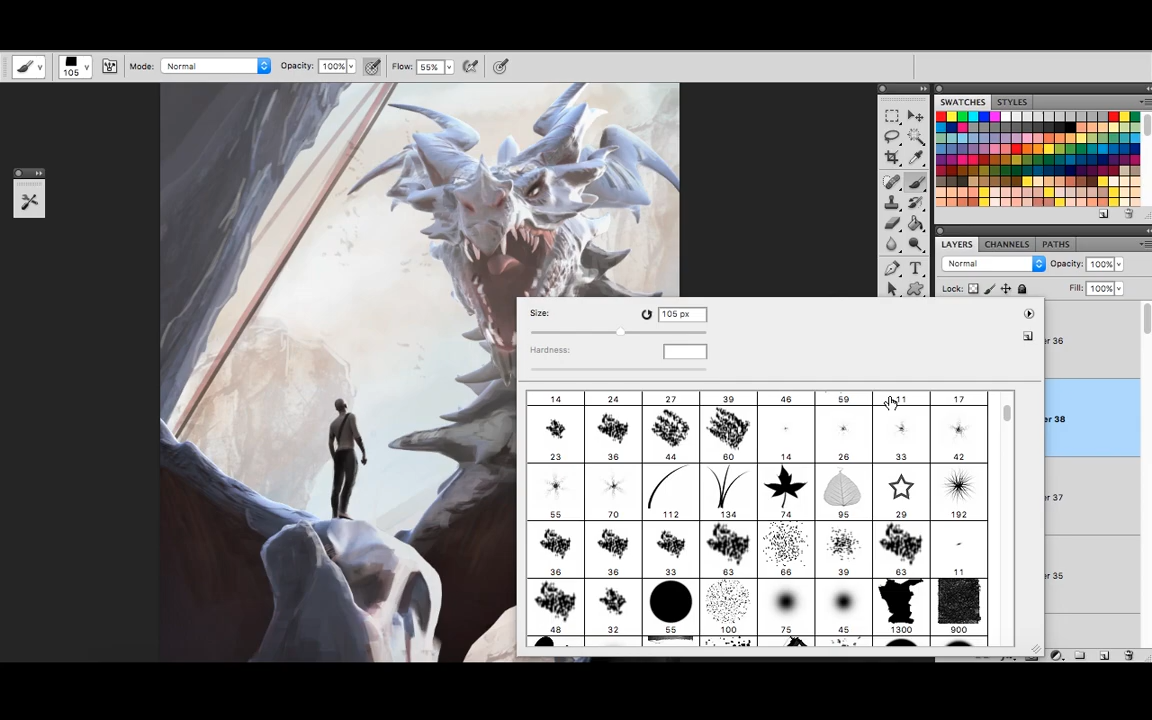 105 Mode: Normal Opacity: 100% Flow: 55%
SWATCHES STYLES
LAYERS CHANNELS PATHS
Normal Opacity: 100%
Lock: Fill: 100%
Size: 105 px
Hardness:
er 36
14 24 27 39 46 59 11 17
er 38
23 36 44 60 14 26 33 42
er 37
55 70 112 134 74 95 29 192
36 36 33 63 66 39 63 11
er 35
48 32 55 100 75 45 1300 900